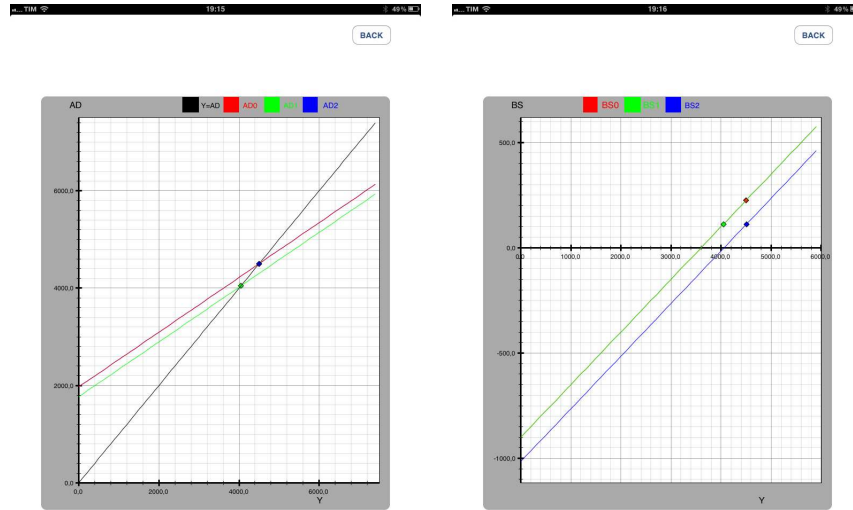 TIM 19:15 49%
BACK
AD Y=AD AD0 AD1 AD2
6000,0
4000,0
2000,0
0,0
0,0 2000,0 4000,0 6000,0
Y
TIM 19:16 49%
BACK
BS BS0 BS1 BS2
500,0
0,0
0,0 1000,0 2000,0 3000,0 4000,0 5000,0 6000,0
-500,0
-1000,0
Y